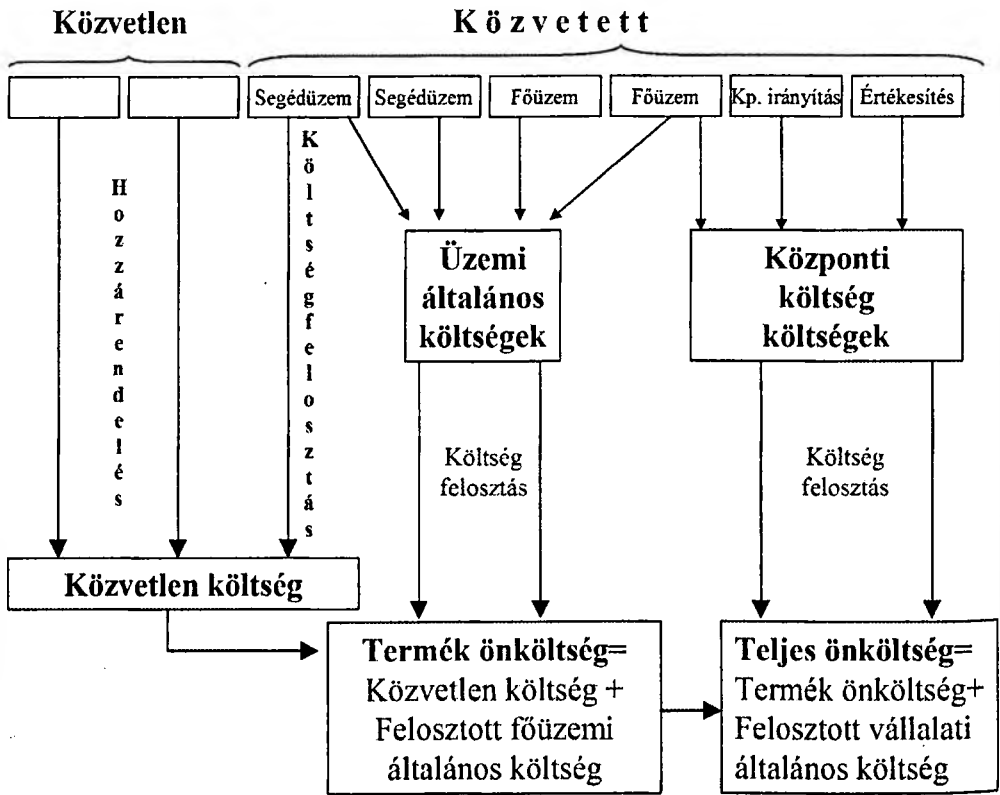 Közvetlen
Közvetett
Segédüzem
Segédüzem
Főüzem
Főüzem
Kp. irányítás
Értékesítés
Hozzárendelés
Költségfelosztás
Üzemi
általános
költségek
Központi
költség
költségek
Költség
felosztás
Költség
felosztás
Közvetlen költség
Termék önköltség=
Közvetlen költség +
Felosztott főüzemi
általános költség
Teljes önköltség=
Termék önköltség+
Felosztott vállalati
általános költség